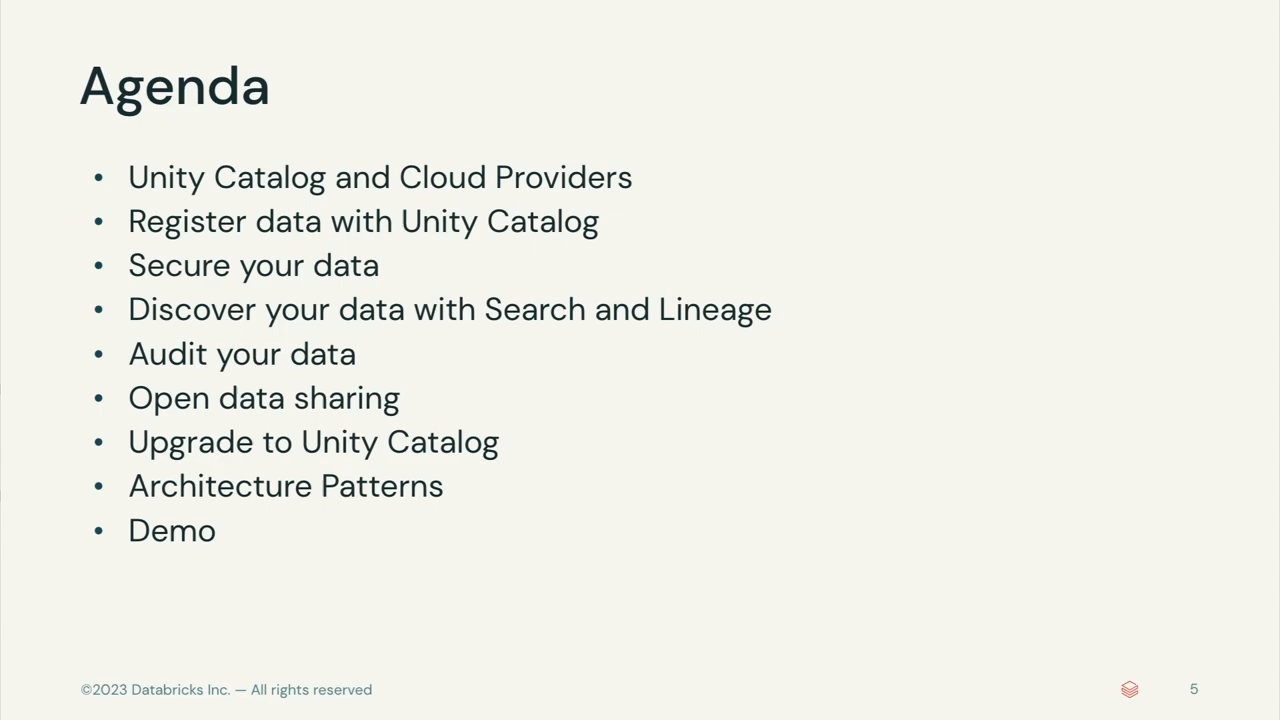 Agenda
• Unity Catalog and Cloud Providers
• Register data with Unity Catalog
• Secure your data
• Discover your data with Search and Lineage
• Audit your data
• Open data sharing
• Upgrade to Unity Catalog
• Architecture Patterns
• Demo
©2023 Databricks Inc. — All rights reserved
5